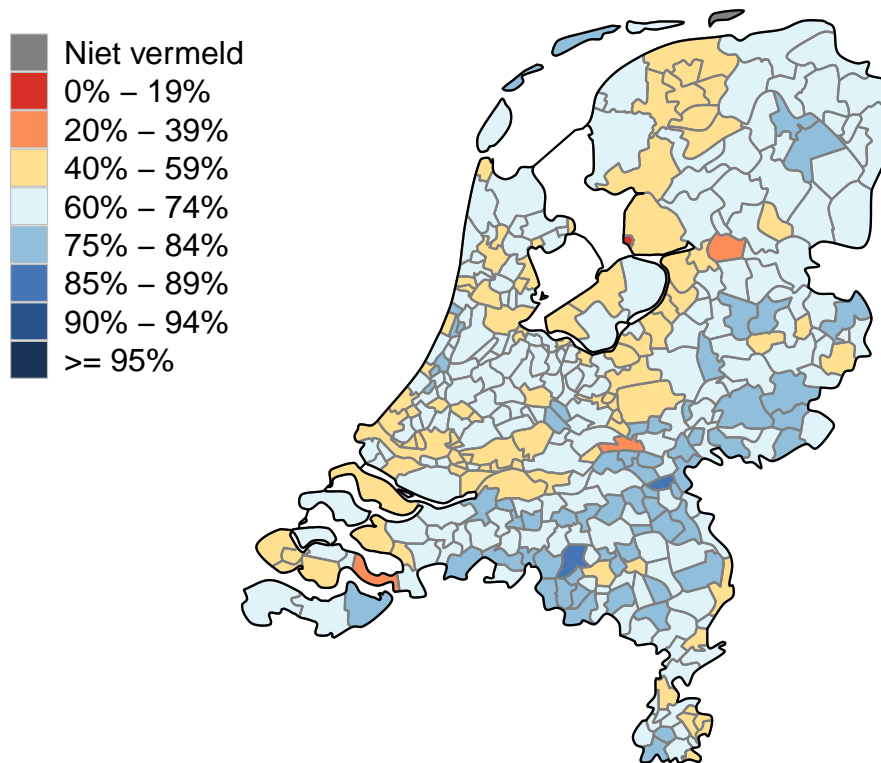 Niet vermeld
0% – 19%
20% – 39%
40% – 59%
60% – 74%
75% – 84%
85% – 89%
90% – 94%
>= 95%